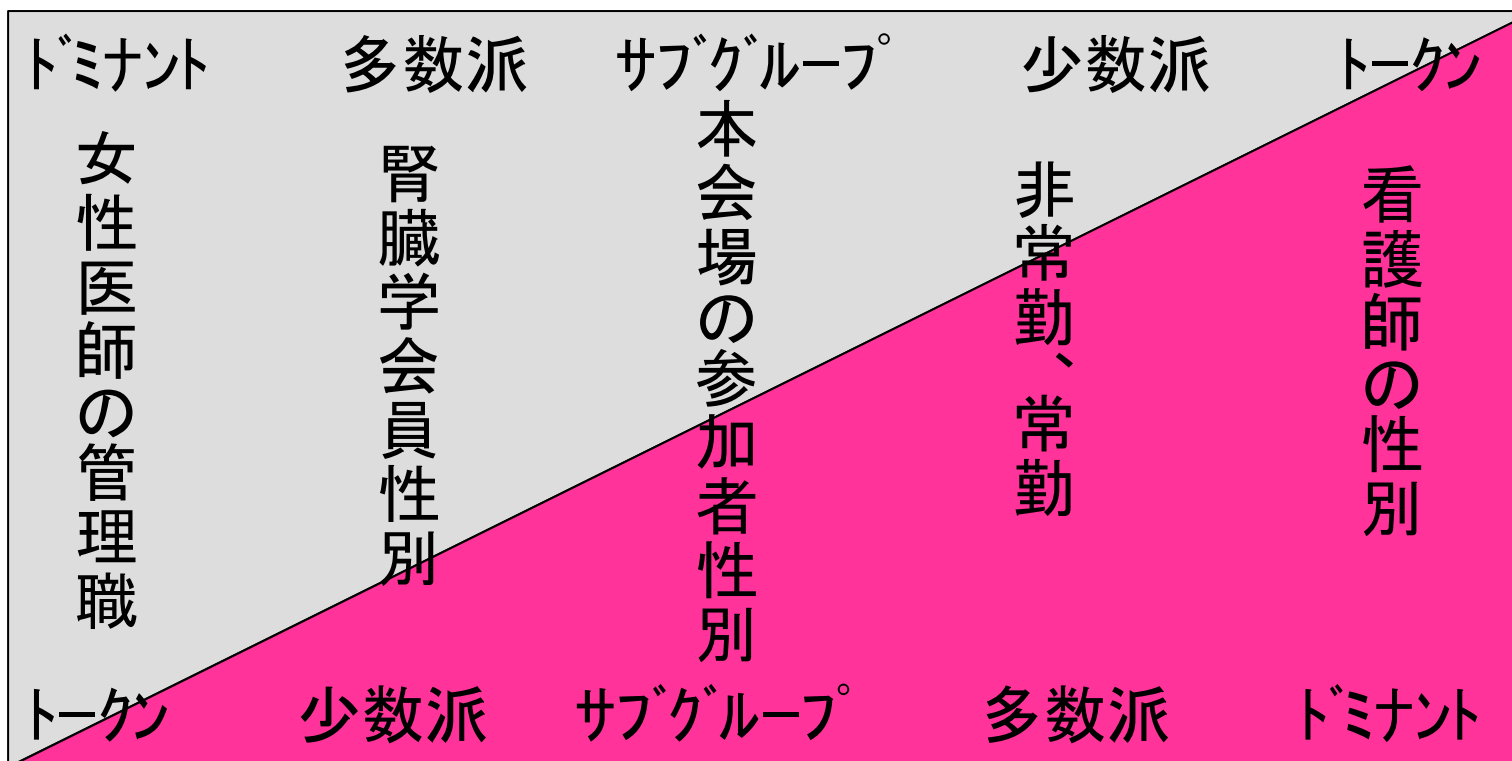 ﾄﾞﾐﾅﾝﾄ 多数派 ｻﾌﾞｸﾞﾙｰﾌﾟ 少数派 ﾄｰｸﾝ
女性医師の管理職
腎臓学会員性別
本会場の参加者性別
非常勤、常勤
看護師の性別
ﾄｰｸﾝ 少数派 ｻﾌﾞｸﾞﾙｰﾌﾟ 多数派 ﾄﾞﾐﾅﾝﾄ